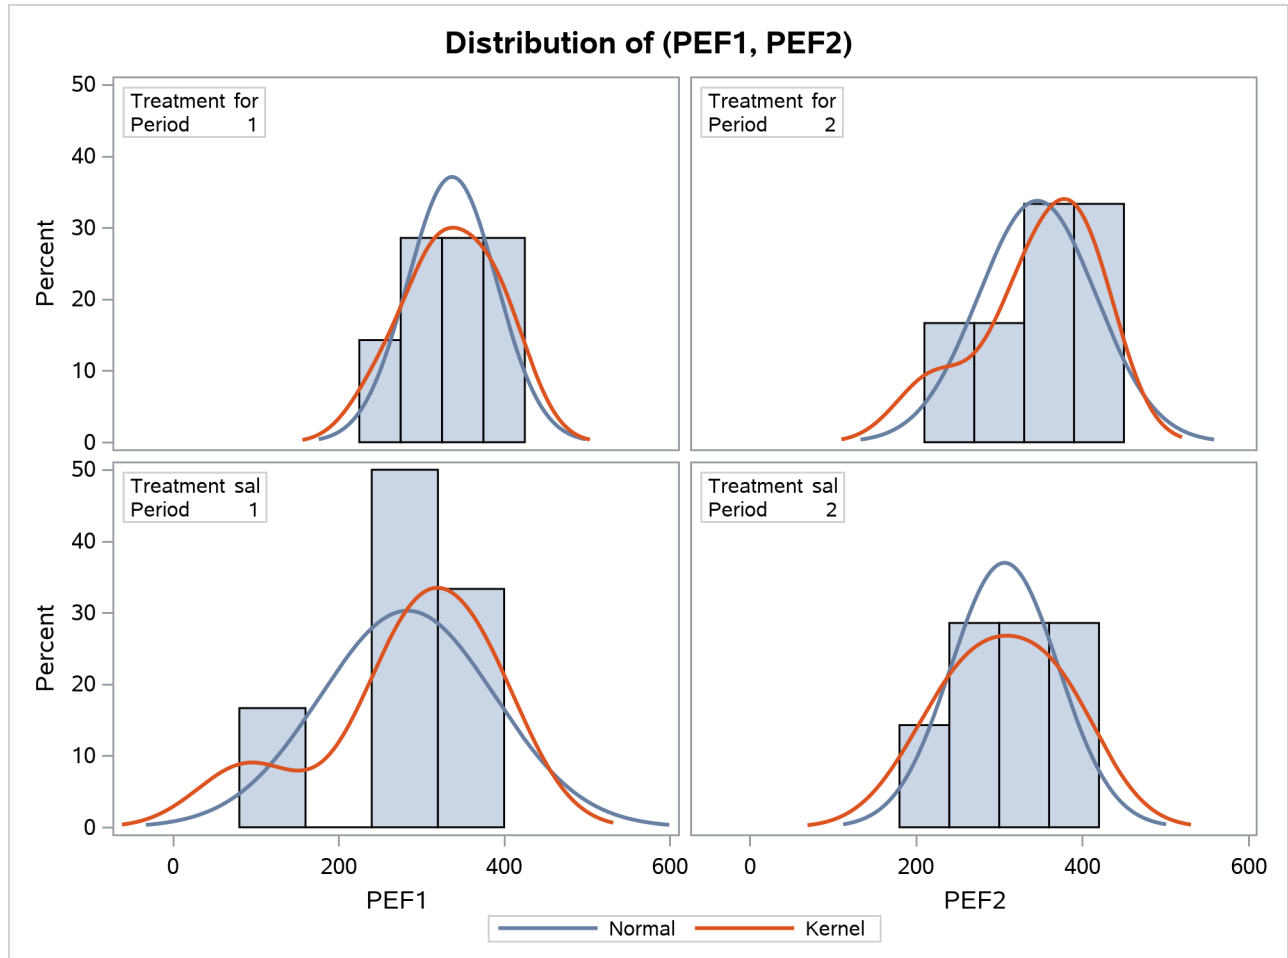 Distribution of (PEF1, PEF2)
Treatment for
Period 1
Treatment for
Period 2
50
40
30
20
10
0
Percent
Treatment sal
Period 1
Treatment sal
Period 2
50
40
30
20
10
0
Percent
0 200 400 600
0 200 400 600
PEF1
PEF2
Normal
Kernel